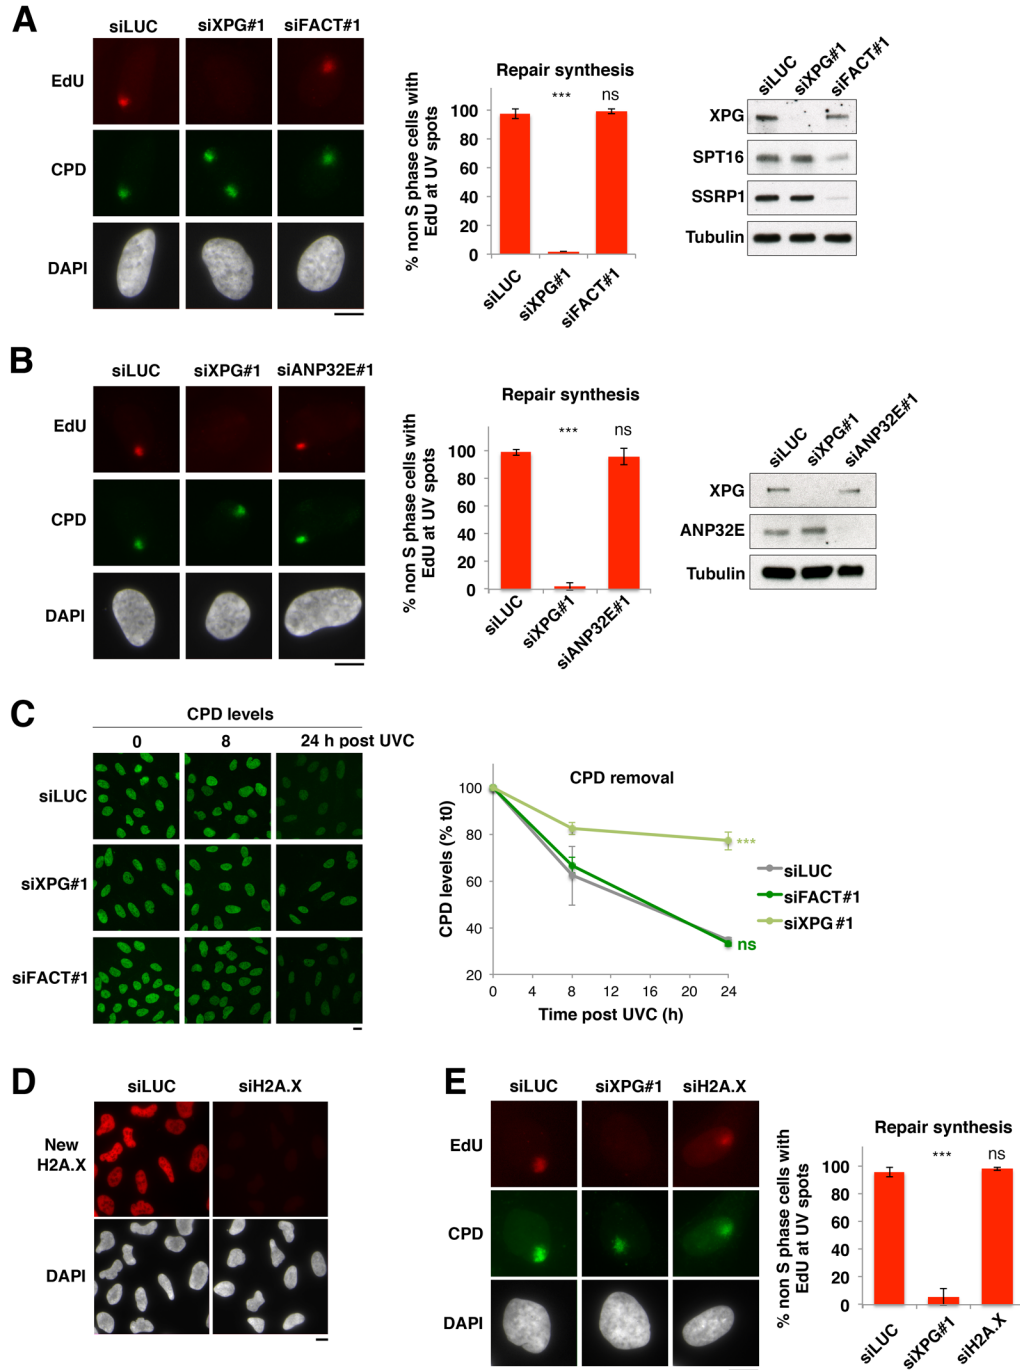 A
siLUC siXPG#1 siFACT#1
EdU
CPD
DAPI
Repair synthesis
% non S phase cells with
EdU at UV spots
100
80
60
40
20
0
*** ns
siLUC siXPG#1 siFACT#1
siLUC siXPG#1 siFACT#1
XPG
SPT16
SSRP1
Tubulin
B
siLUC siXPG#1 siANP32E#1
EdU
CPD
DAPI
Repair synthesis
% non S phase cells with
EdU at UV spots
100
80
60
40
20
0
*** ns
siLUC siXPG#1 siANP32E#1
siLUC siXPG#1 siANP32E#1
XPG
ANP32E
Tubulin
C
CPD levels
0 8 24 h post UVC
siLUC
siXPG#1
siFACT#1
CPD removal
CPD levels (% t0)
100
80
60
40
20
0 4 8 12 16 20 24
Time post UVC (h)
***
ns
siLUC
siFACT#1
siXPG#1
D
siLUC siH2A.X
New
H2A.X
DAPI
E
siLUC siXPG#1 siH2A.X
EdU
CPD
DAPI
Repair synthesis
% non S phase cells with
EdU at UV spots
100
80
60
40
20
0
*** ns
siLUC siXPG#1 siH2A.X